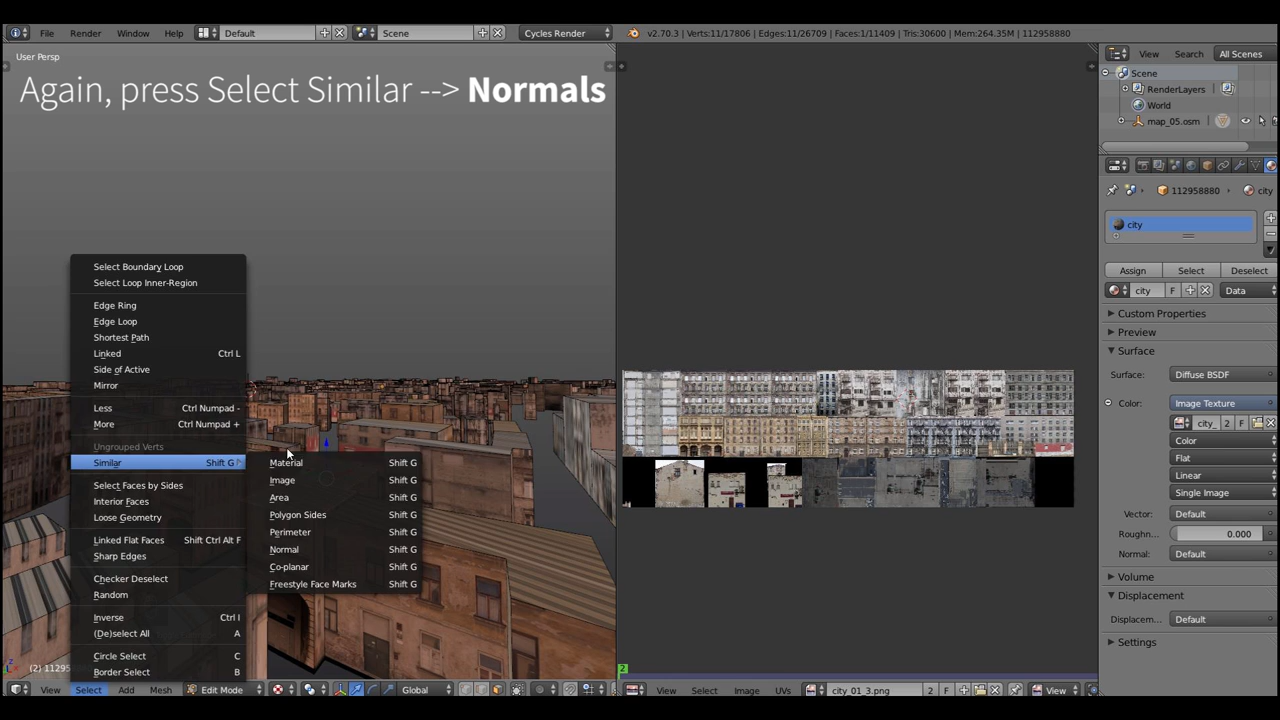 File Render Window Help Default Scene Cycles Render v2.70.3 | Verts:11/17806 | Edges:11/26709 | Faces:1/11409 | Tris:30600 | Mem:264.35M | 112958880
User Persp
Again, press Select Similar --> Normals
Select Boundary Loop
Select Loop Inner-Region
Edge Ring
Edge Loop
Shortest Path
Linked Ctrl L
Side of Active
Mirror
Less Ctrl Numpad -
More Ctrl Numpad +
Ungrouped Verts
Similar Shift G
Select Faces by Sides
Interior Faces
Loose Geometry
Linked Flat Faces Shift Ctrl Alt F
Sharp Edges
Checker Deselect
Random
Inverse Ctrl I
(De)select All A
Circle Select C
Border Select B
Material Shift G
Image Shift G
Area Shift G
Polygon Sides Shift G
Perimeter Shift G
Normal Shift G
Co-planar Shift G
Freestyle Face Marks Shift G
(2) 11295
View Select Add Mesh Edit Mode Global
2
View Select Image UVs city_01_3.png 2 F View
View Search All Scenes
Scene
RenderLayers
World
map_05.osm
112958880 city
city
Assign Select Deselect
city F Data
Custom Properties
Preview
Surface
Surface: Diffuse BSDF
Color: Image Texture
city_ 2 F
Color
Flat
Linear
Single Image
Vector: Default
Roughn... 0.000
Normal: Default
Volume
Displacement
Displacem... Default
Settings